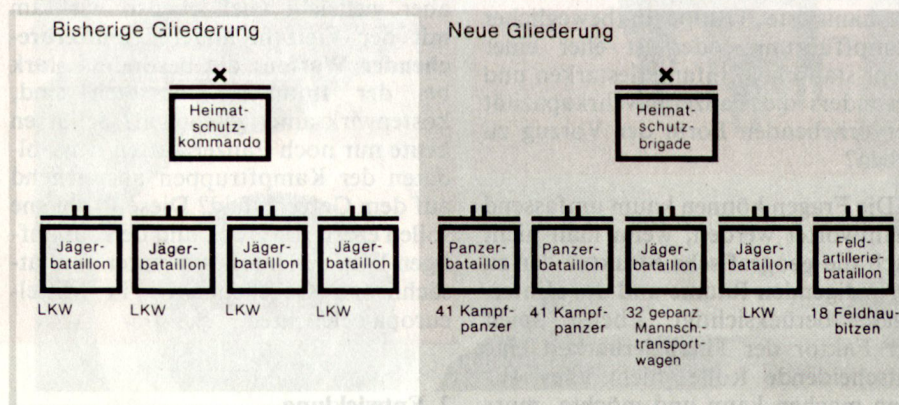 Bisherige Gliederung
Heimat-
schutz-
kommando
Jäger-
bataillon
LKW
Jäger-
bataillon
LKW
Jäger-
bataillon
LKW
Jäger-
bataillon
LKW
Neue Gliederung
Heimat-
schutz-
brigade
Panzer-
bataillon
41 Kampf-
panzer
Panzer-
bataillon
41 Kampf-
panzer
Jäger-
bataillon
32 gepanz
Mannsch.
transport-
wagen
Jäger-
bataillon
LKW
Feld-
artillerie-
bataillon
18 Feldhau-
bitzen